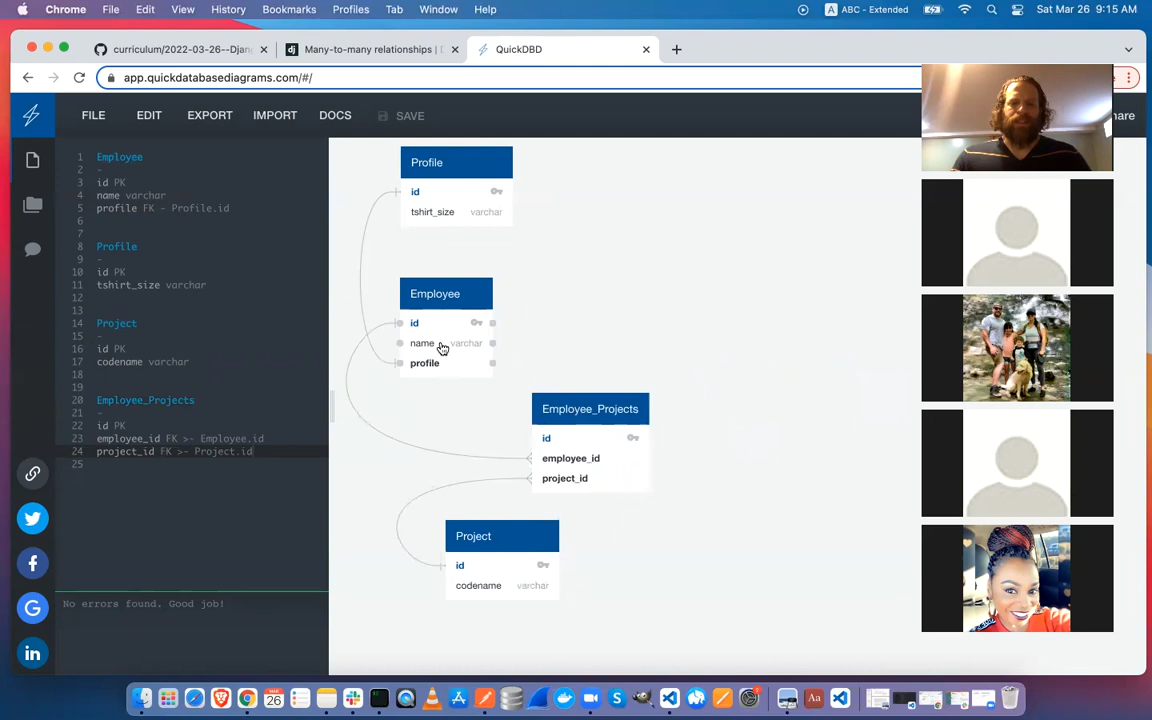 Chrome File Edit View History Bookmarks Profiles Tab Window Help
A ABC - Extended Sat Mar 26 9:15 AM
curriculum/2022-03-26--Djan
dj Many-to-many relationships | D
QuickDBD
app.quickdatabasediagrams.com/#/
FILE EDIT EXPORT IMPORT DOCS SAVE
hare
1 Employee
2 -
3 id PK
4 name varchar
5 profile FK - Profile.id
6
7
8 Profile
9 -
10 id PK
11 tshirt_size varchar
12
13
14 Project
15 -
16 id PK
17 codename varchar
18
19
20 Employee_Projects
21 -
22 id PK
23 employee_id FK >- Employee.id
24 project_id FK >- Project.id
25
No errors found. Good job!
Profile
id
tshirt_size varchar
Employee
id
name varchar
profile
Employee_Projects
id
employee_id
project_id
Project
id
codename varchar